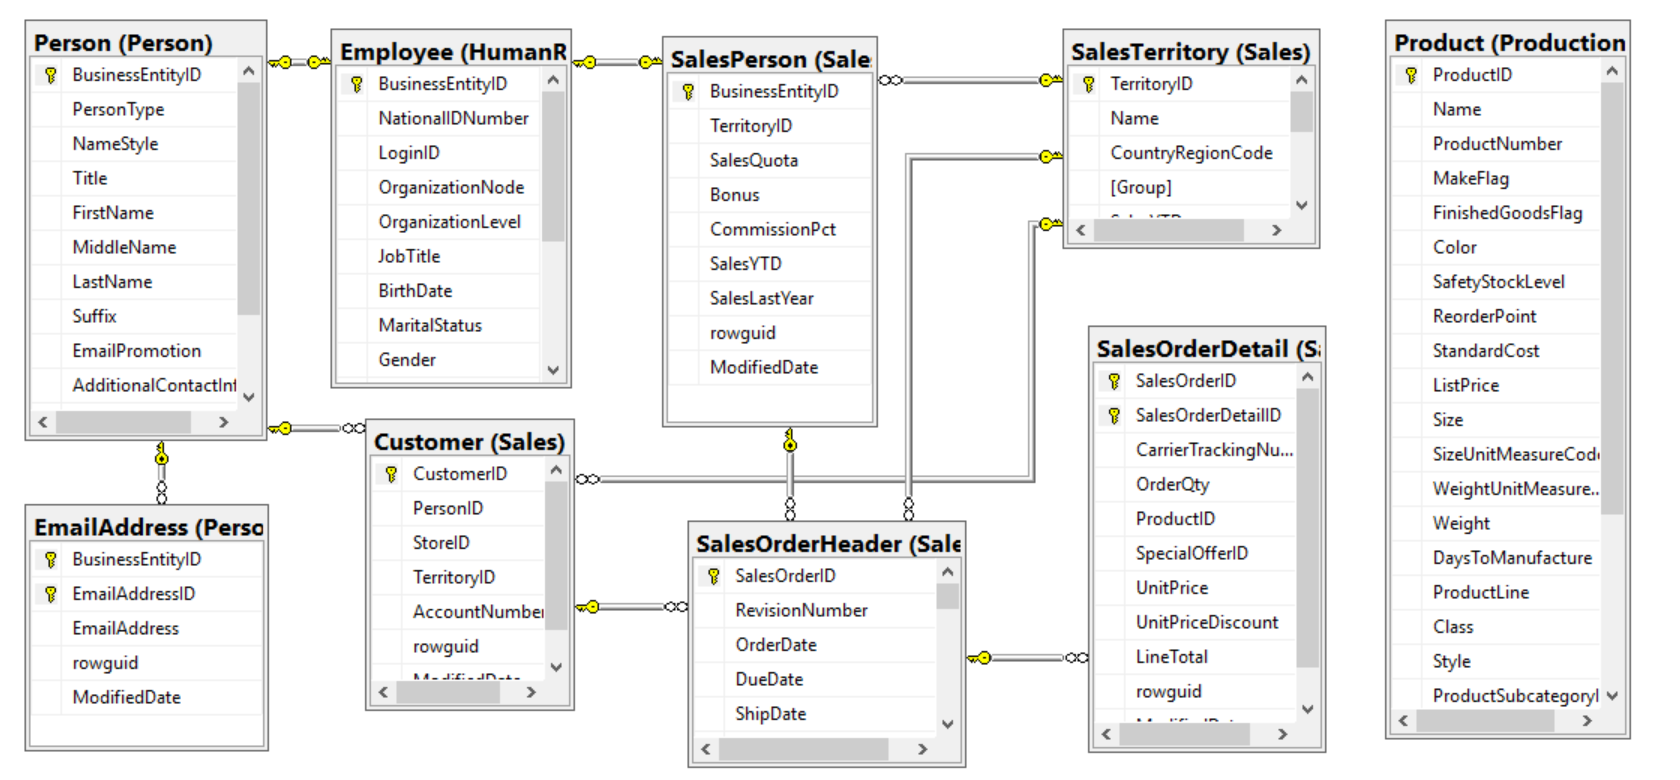 Person (Person)
BusinessEntityID
PersonType
NameStyle
Title
FirstName
MiddleName
LastName
Suffix
EmailPromotion
AdditionalContactInf
Employee (HumanR
BusinessEntityID
NationalIDNumber
LoginID
OrganizationNode
OrganizationLevel
JobTitle
BirthDate
MaritalStatus
Gender
SalesPerson (Sale
BusinessEntityID
TerritoryID
SalesQuota
Bonus
CommissionPct
SalesYTD
SalesLastYear
rowguid
ModifiedDate
SalesTerritory (Sales)
TerritoryID
Name
CountryRegionCode
[Group]
Product (Production
ProductID
Name
ProductNumber
MakeFlag
FinishedGoodsFlag
Color
SafetyStockLevel
ReorderPoint
StandardCost
ListPrice
Size
SizeUnitMeasureCode
WeightUnitMeasure...
Weight
DaysToManufacture
ProductLine
Class
Style
ProductSubcategoryI
EmailAddress (Perso
BusinessEntityID
EmailAddressID
EmailAddress
rowguid
ModifiedDate
Customer (Sales)
CustomerID
PersonID
StoreID
TerritoryID
AccountNumber
rowguid
ModifiedDate
SalesOrderHeader (Sale
SalesOrderID
RevisionNumber
OrderDate
DueDate
ShipDate
SalesOrderDetail (Sa
SalesOrderID
SalesOrderDetailID
CarrierTrackingNu...
OrderQty
ProductID
SpecialOfferID
UnitPrice
UnitPriceDiscount
LineTotal
rowguid